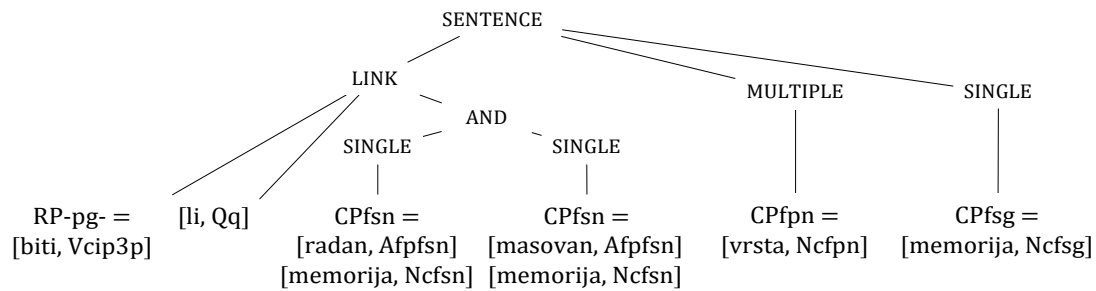 SENTENCE
LINK
MULTIPLE SINGLE
AND
SINGLE SINGLE
RP-pg- = [li, Qq] CPfsn = CPfsn = CPfpn = CPfsg =
[biti, Vcip3p] [radan, Afpfsn] [masovan, Afpfsn] [vrsta, Ncfpn] [memorija, Ncfsg]
[memorija, Ncfsn] [memorija, Ncfsn]